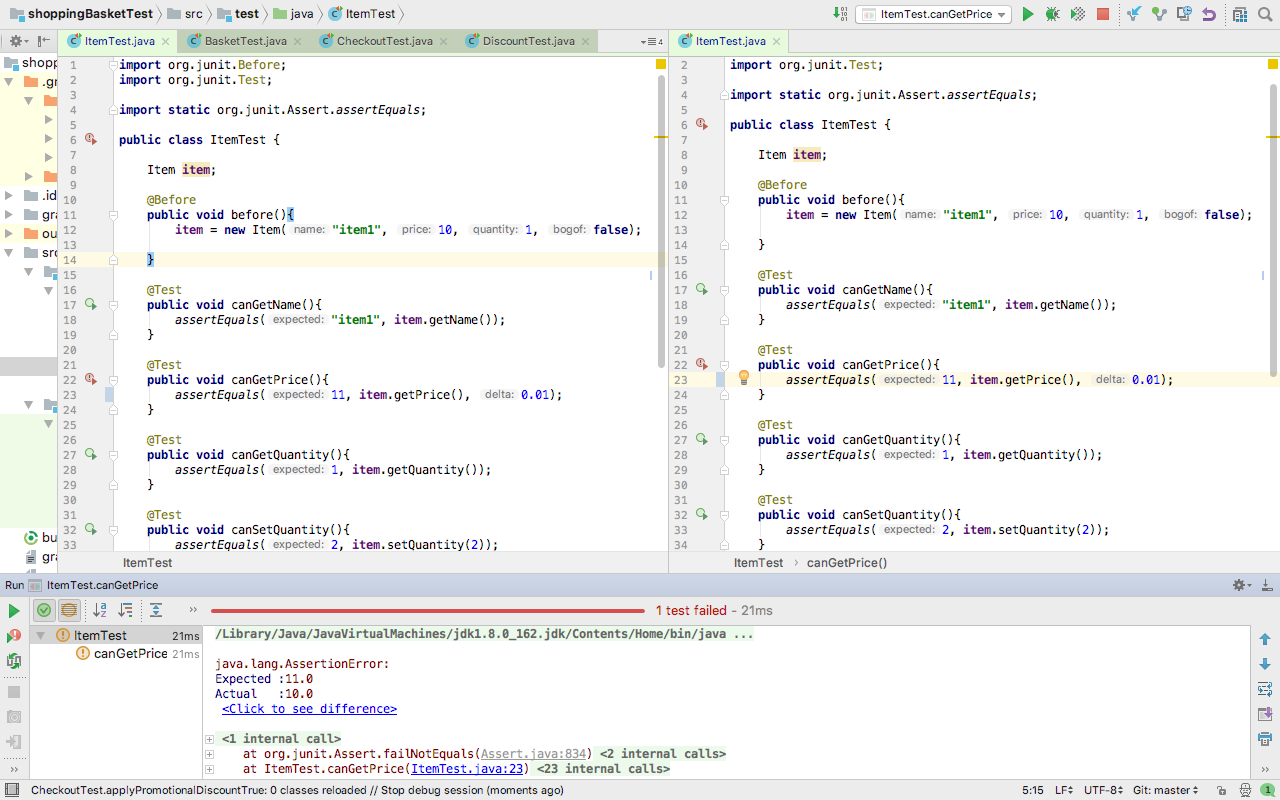 shoppingBasketTest src test java ItemTest ItemTest.canGetPrice
ItemTest.java BasketTest.java CheckoutTest.java DiscountTest.java 4 ItemTest.java
shopp
.gr
.id
gra
ou
src
bu
gra
1 import org.junit.Before;
2 import org.junit.Test;
3
4 import static org.junit.Assert.assertEquals;
5
6 public class ItemTest {
7
8 Item item;
9
10 @Before
11 public void before(){
12 item = new Item( name: "item1", price: 10, quantity: 1, bogof: false);
13
14 }
15
16 @Test
17 public void canGetName(){
18 assertEquals( expected: "item1", item.getName());
19 }
20
21 @Test
22 public void canGetPrice(){
23 assertEquals( expected: 11, item.getPrice(), delta: 0.01);
24 }
25
26 @Test
27 public void canGetQuantity(){
28 assertEquals( expected: 1, item.getQuantity());
29 }
30
31 @Test
32 public void canSetQuantity(){
33 assertEquals( expected: 2, item.setQuantity(2));
ItemTest
2 import org.junit.Test;
3
4 import static org.junit.Assert.assertEquals;
5
6 public class ItemTest {
7
8 Item item;
9
10 @Before
11 public void before(){
12 item = new Item( name: "item1", price: 10, quantity: 1, bogof: false);
13
14 }
15
16 @Test
17 public void canGetName(){
18 assertEquals( expected: "item1", item.getName());
19 }
20
21 @Test
22 public void canGetPrice(){
23 assertEquals( expected: 11, item.getPrice(), delta: 0.01);
24 }
25
26 @Test
27 public void canGetQuantity(){
28 assertEquals( expected: 1, item.getQuantity());
29 }
30
31 @Test
32 public void canSetQuantity(){
33 assertEquals( expected: 2, item.setQuantity(2));
34 }
ItemTest canGetPrice()
Run ItemTest.canGetPrice
1 test failed - 21ms
ItemTest 21ms
canGetPrice 21ms
/Library/Java/JavaVirtualMachines/jdk1.8.0_162.jdk/Contents/Home/bin/java ...
java.lang.AssertionError:
Expected :11.0
Actual :10.0
<Click to see difference>
<1 internal call>
at org.junit.Assert.failNotEquals(Assert.java:834) <2 internal calls>
at ItemTest.canGetPrice(ItemTest.java:23) <23 internal calls>
CheckoutTest.applyPromotionalDiscountTrue: 0 classes reloaded // Stop debug session (moments ago) 5:15 LF UTF-8 Git: master 1